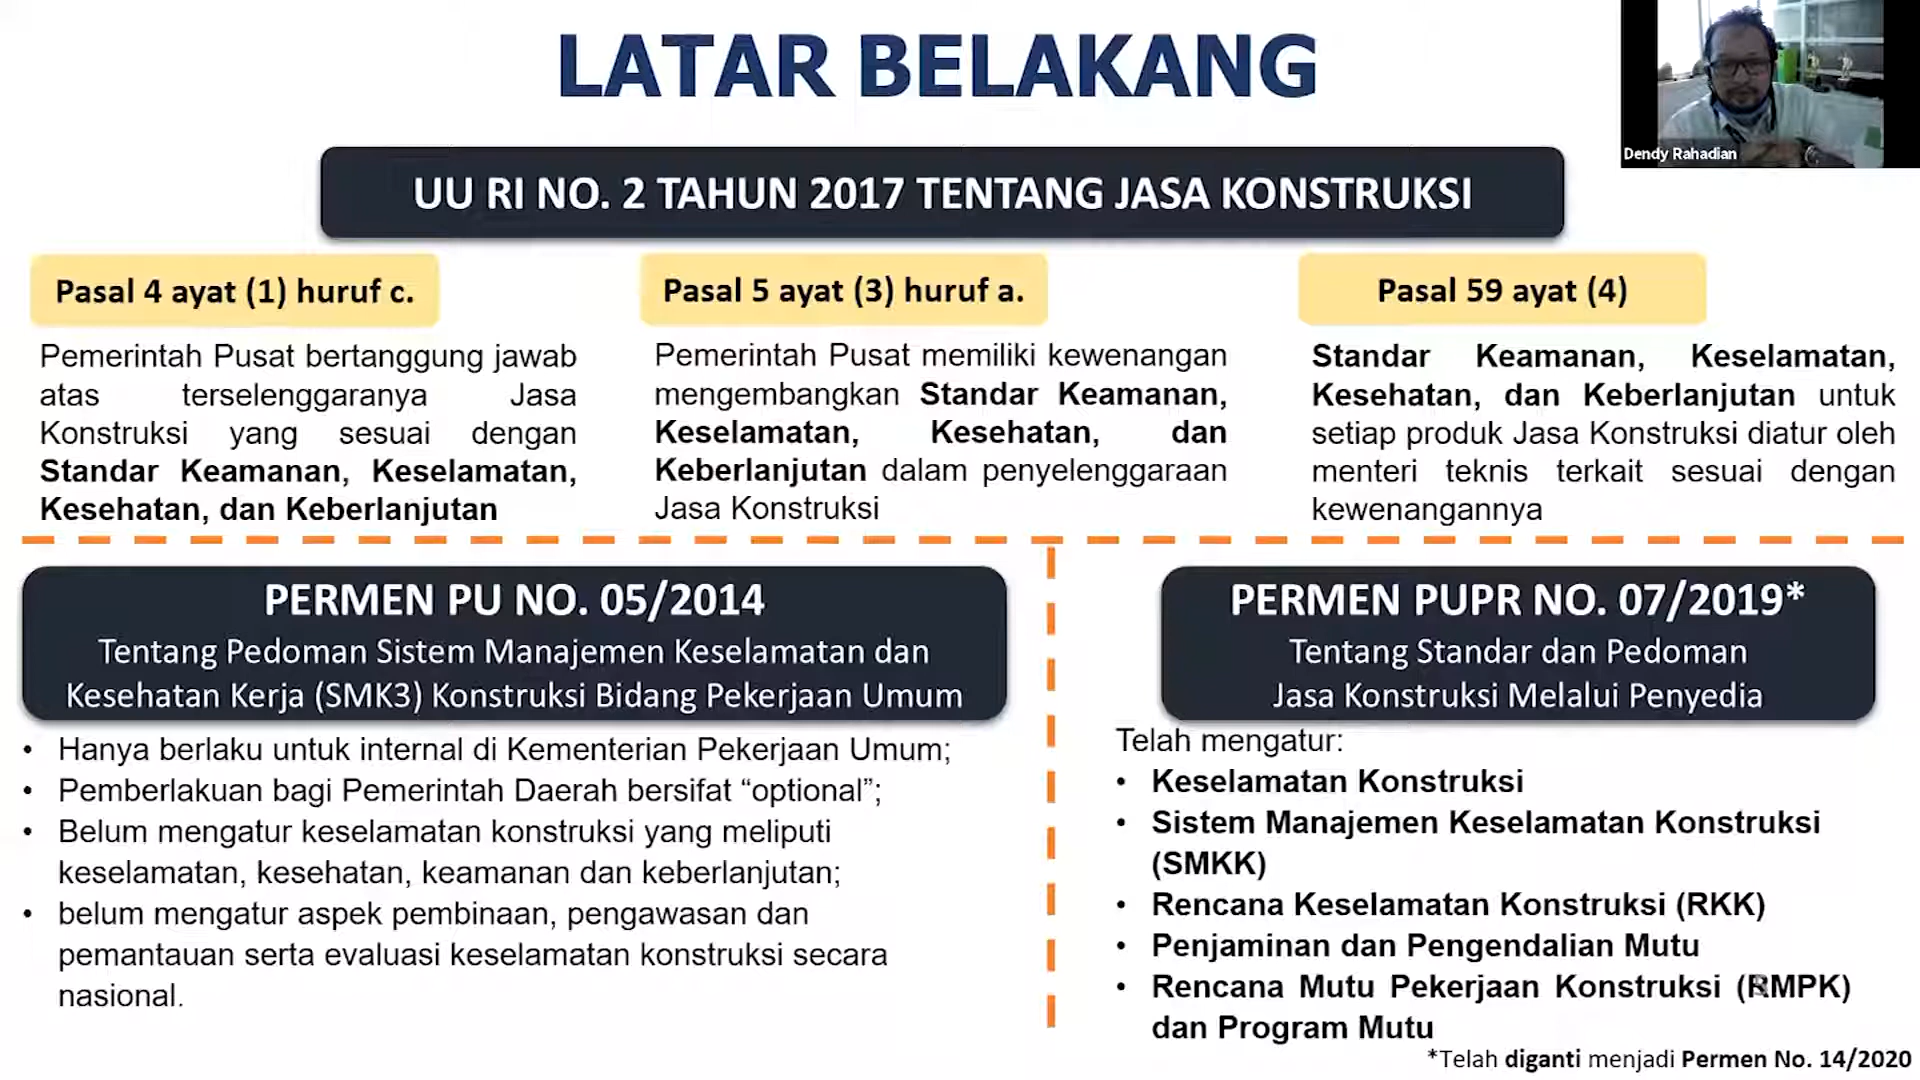 LATAR BELAKANG
Dendy Rahadian
UU RI NO. 2 TAHUN 2017 TENTANG JASA KONSTRUKSI
Pasal 4 ayat (1) huruf c.
Pemerintah Pusat bertanggung jawab
atas terselenggaranya Jasa
Konstruksi yang sesuai dengan
Standar Keamanan, Keselamatan,
Kesehatan, dan Keberlanjutan
Pasal 5 ayat (3) huruf a.
Pemerintah Pusat memiliki kewenangan
mengembangkan Standar Keamanan,
Keselamatan, Kesehatan, dan
Keberlanjutan dalam penyelenggaraan
Jasa Konstruksi
Pasal 59 ayat (4)
Standar Keamanan, Keselamatan,
Kesehatan, dan Keberlanjutan untuk
setiap produk Jasa Konstruksi diatur oleh
menteri teknis terkait sesuai dengan
kewenangannya
PERMEN PU NO. 05/2014
Tentang Pedoman Sistem Manajemen Keselamatan dan
Kesehatan Kerja (SMK3) Konstruksi Bidang Pekerjaan Umum
• Hanya berlaku untuk internal di Kementerian Pekerjaan Umum;
• Pemberlakuan bagi Pemerintah Daerah bersifat “optional”;
• Belum mengatur keselamatan konstruksi yang meliputi
keselamatan, kesehatan, keamanan dan keberlanjutan;
• belum mengatur aspek pembinaan, pengawasan dan
pemantauan serta evaluasi keselamatan konstruksi secara
nasional.
PERMEN PUPR NO. 07/2019*
Tentang Standar dan Pedoman
Jasa Konstruksi Melalui Penyedia
Telah mengatur:
• Keselamatan Konstruksi
• Sistem Manajemen Keselamatan Konstruksi
(SMKK)
• Rencana Keselamatan Konstruksi (RKK)
• Penjaminan dan Pengendalian Mutu
• Rencana Mutu Pekerjaan Konstruksi (RMPK)
dan Program Mutu
*Telah diganti menjadi Permen No. 14/2020